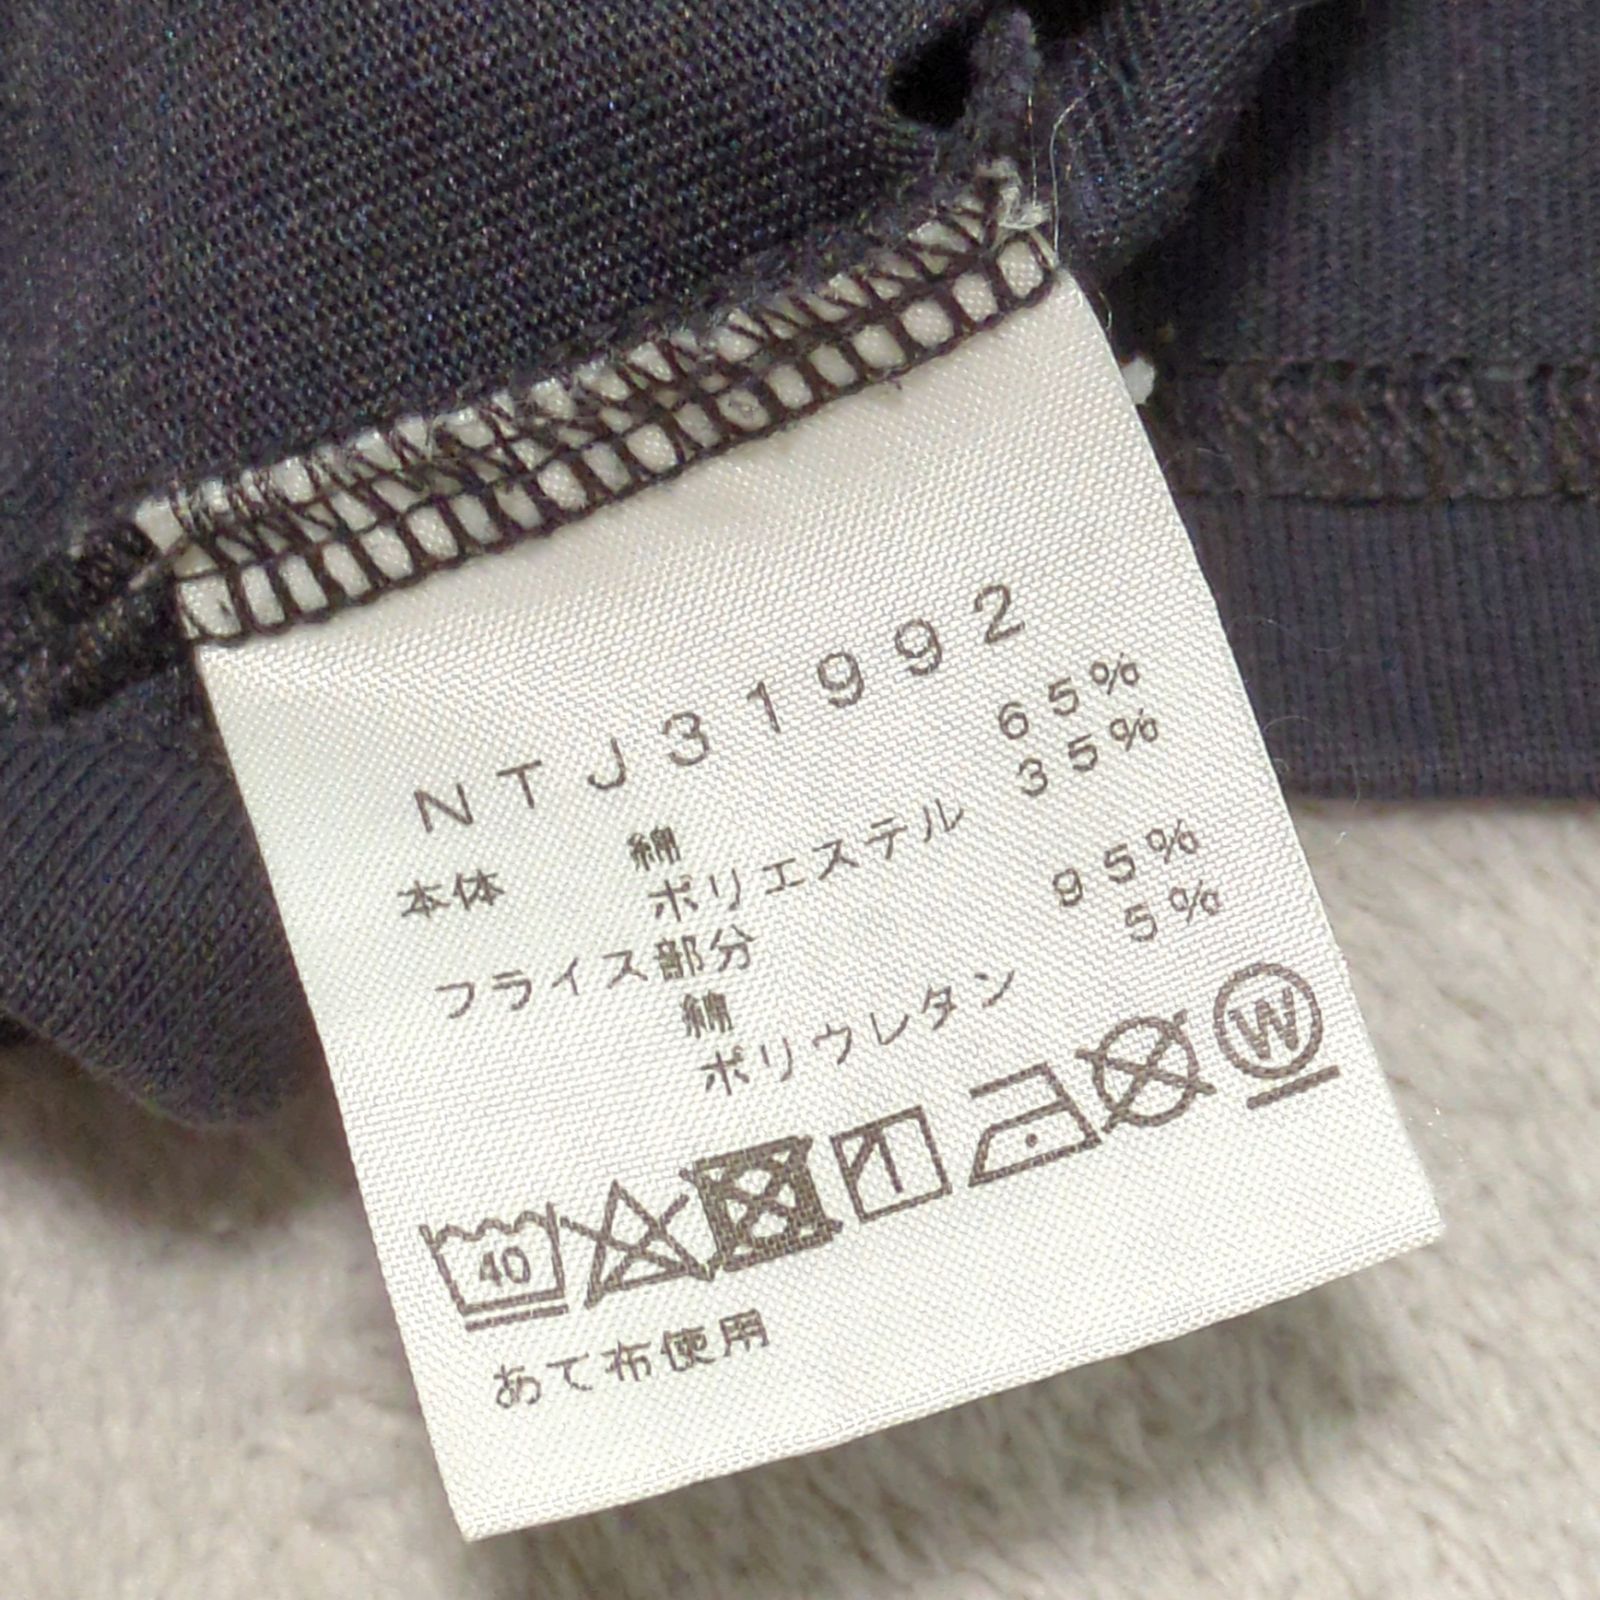 NTJ31992
本体 綿 65%
ポリエステル 35%
フライス部分
綿 95%
ポリウレタン 5%
40
W
あて布使用